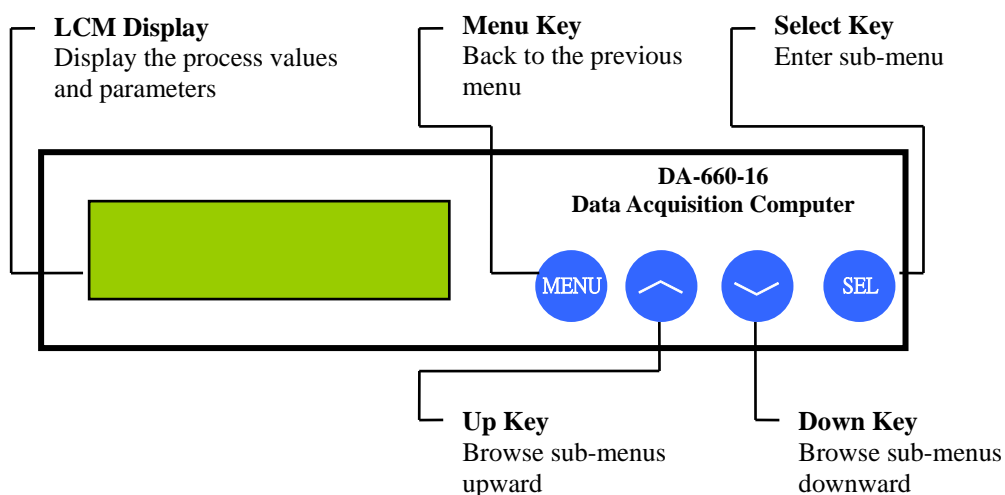 LCM Display
Display the process values
and parameters
Menu Key
Back to the previous
menu
Select Key
Enter sub-menu
DA-660-16
Data Acquisition Computer
MENU
SEL
Up Key
Browse sub-menus
upward
Down Key
Browse sub-menus
downward